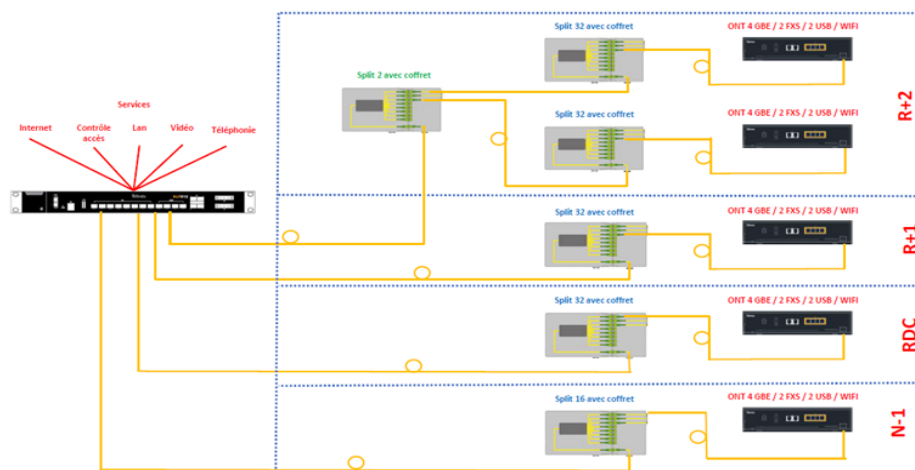 Split 32 avec coffret
ONT 4 GBE / 2 FXS / 2 USB / WIFI
Split 2 avec coffret
Services
Internet
Contrôle
accès
Lan
Vidéo
Téléphonie
Split 32 avec coffret
ONT 4 GBE / 2 FXS / 2 USB / WIFI
R+2
Split 32 avec coffret
ONT 4 GBE / 2 FXS / 2 USB / WIFI
R+1
Split 32 avec coffret
ONT 4 GBE / 2 FXS / 2 USB / WIFI
RDC
Split 16 avec coffret
ONT 4 GBE / 2 FXS / 2 USB / WIFI
N-1